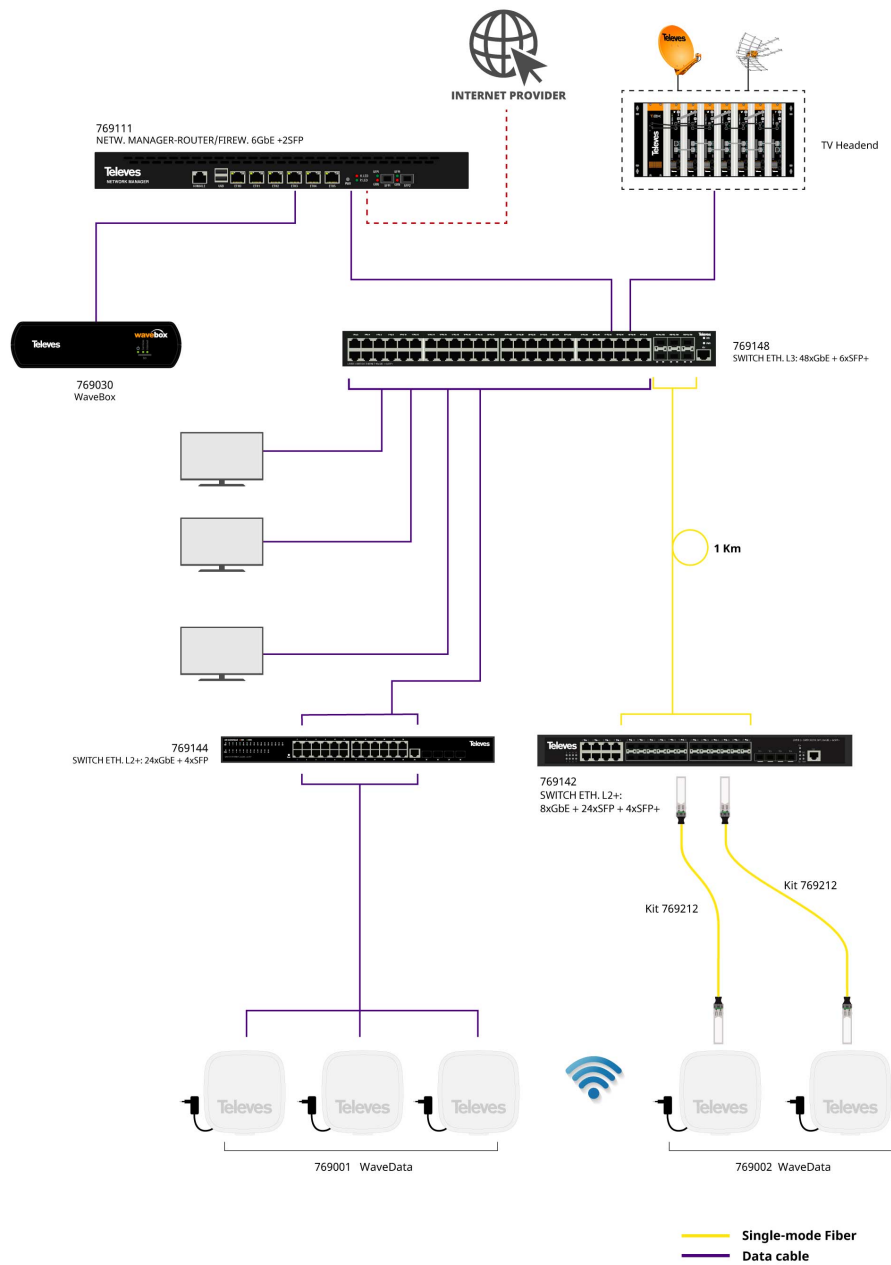 INTERNET PROVIDER
Televes
TV Headend
Televes
769111
NETW. MANAGER-ROUTER/FIREW. 6GbE +2SFP
Televes
NETWORK MANAGER
wavebox
Televes
769030
WaveBox
Televes
769148
SWITCH ETH. L3: 48xGbE + 6xSFP+
1 Km
769144
SWITCH ETH. L2+: 24xGbE + 4xSFP
Televes
Televes
769142
SWITCH ETH. L2+:
8xGbE + 24xSFP + 4xSFP+
Kit 769212
Kit 769212
Televes
Televes
Televes
Televes
Televes
769001 WaveData
769002 WaveData
Single-mode Fiber
Data cable